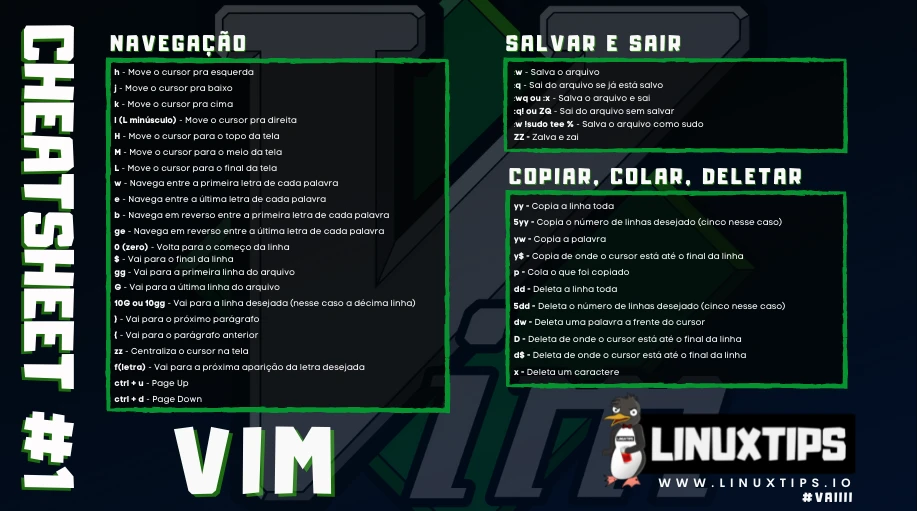 CHEATSHEET #1
NAVEGAÇÃO
h - Move o cursor pra esquerda
j - Move o cursor pra baixo
k - Move o cursor pra cima
l (L minúsculo) - Move o cursor pra direita
H - Move o cursor para o topo da tela
M - Move o cursor para o meio da tela
L - Move o cursor para o final da tela
w - Navega entre a primeira letra de cada palavra
e - Navega entre a última letra de cada palavra
b - Navega em reverso entre a primeira letra de cada palavra
ge - Navega em reverso entre a última letra de cada palavra
0 (zero) - Volta para o começo da linha
$ - Vai para o final da linha
gg - Vai para a primeira linha do arquivo
G - Vai para a última linha do arquivo
10G ou 10gg - Vai para a linha desejada (nesse caso a décima linha)
} - Vai para o próximo parágrafo
{ - Vai para o parágrafo anterior
zz - Centraliza o cursor na tela
f(letra) - Vai para a próxima aparição da letra desejada
ctrl + u - Page Up
ctrl + d - Page Down
SALVAR E SAIR
:w - Salva o arquivo
:q - Sai do arquivo se já está salvo
:wq ou :x - Salva o arquivo e sai
:q! ou ZQ - Sai do arquivo sem salvar
:w !sudo tee % - Salva o arquivo como sudo
ZZ - Zalva e zai
COPIAR, COLAR, DELETAR
yy - Copia a linha toda
5yy - Copia o número de linhas desejado (cinco nesse caso)
yw - Copia a palavra
y$ - Copia de onde o cursor está até o final da linha
p - Cola o que foi copiado
dd - Deleta a linha toda
5dd - Deleta o número de linhas desejado (cinco nesse caso)
dw - Deleta uma palavra a frente do cursor
D - Deleta de onde o cursor está até o final da linha
d$ - Deleta de onde o cursor está até o final da linha
x - Deleta um caractere
VIM
LINUXTIPS
WWW.LINUXTIPS.IO
#VAIIII